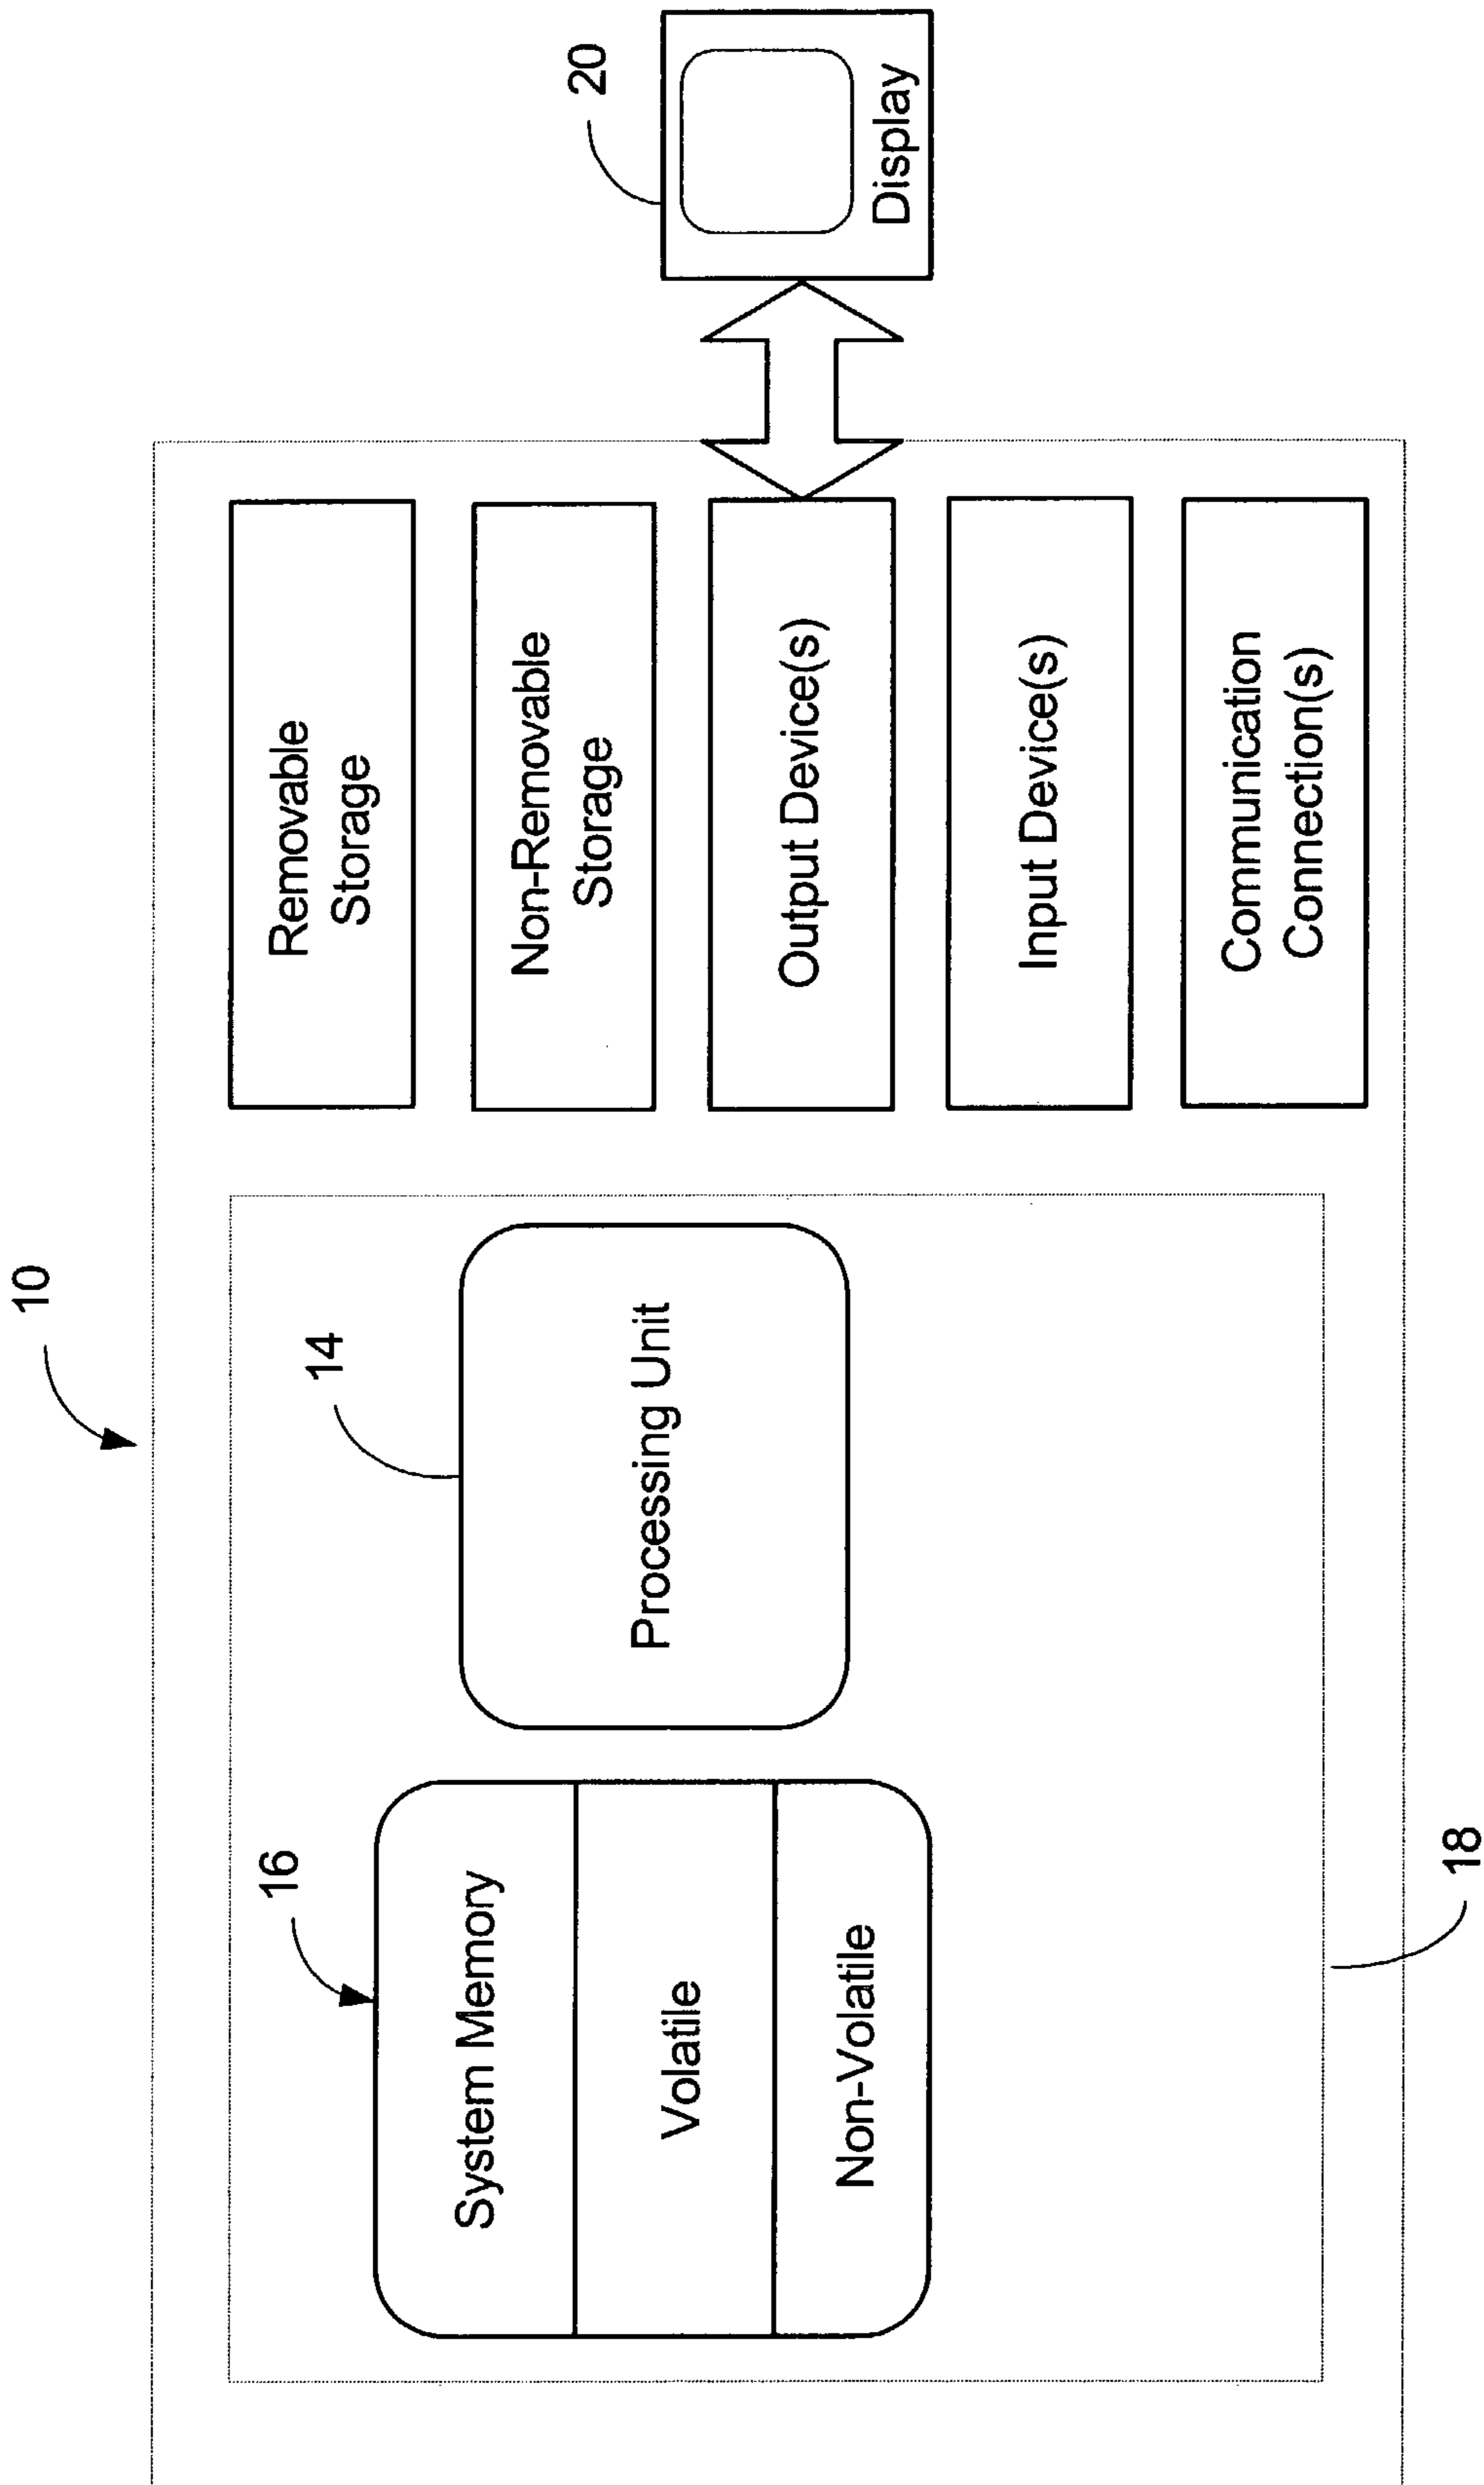 10
16
System Memory
Volatile
Non-Volatile
14
Processing Unit
18
Removable
Storage
Non-Removable
Storage
Output Device(s)
Input Device(s)
Communication
Connection(s)
20
Display